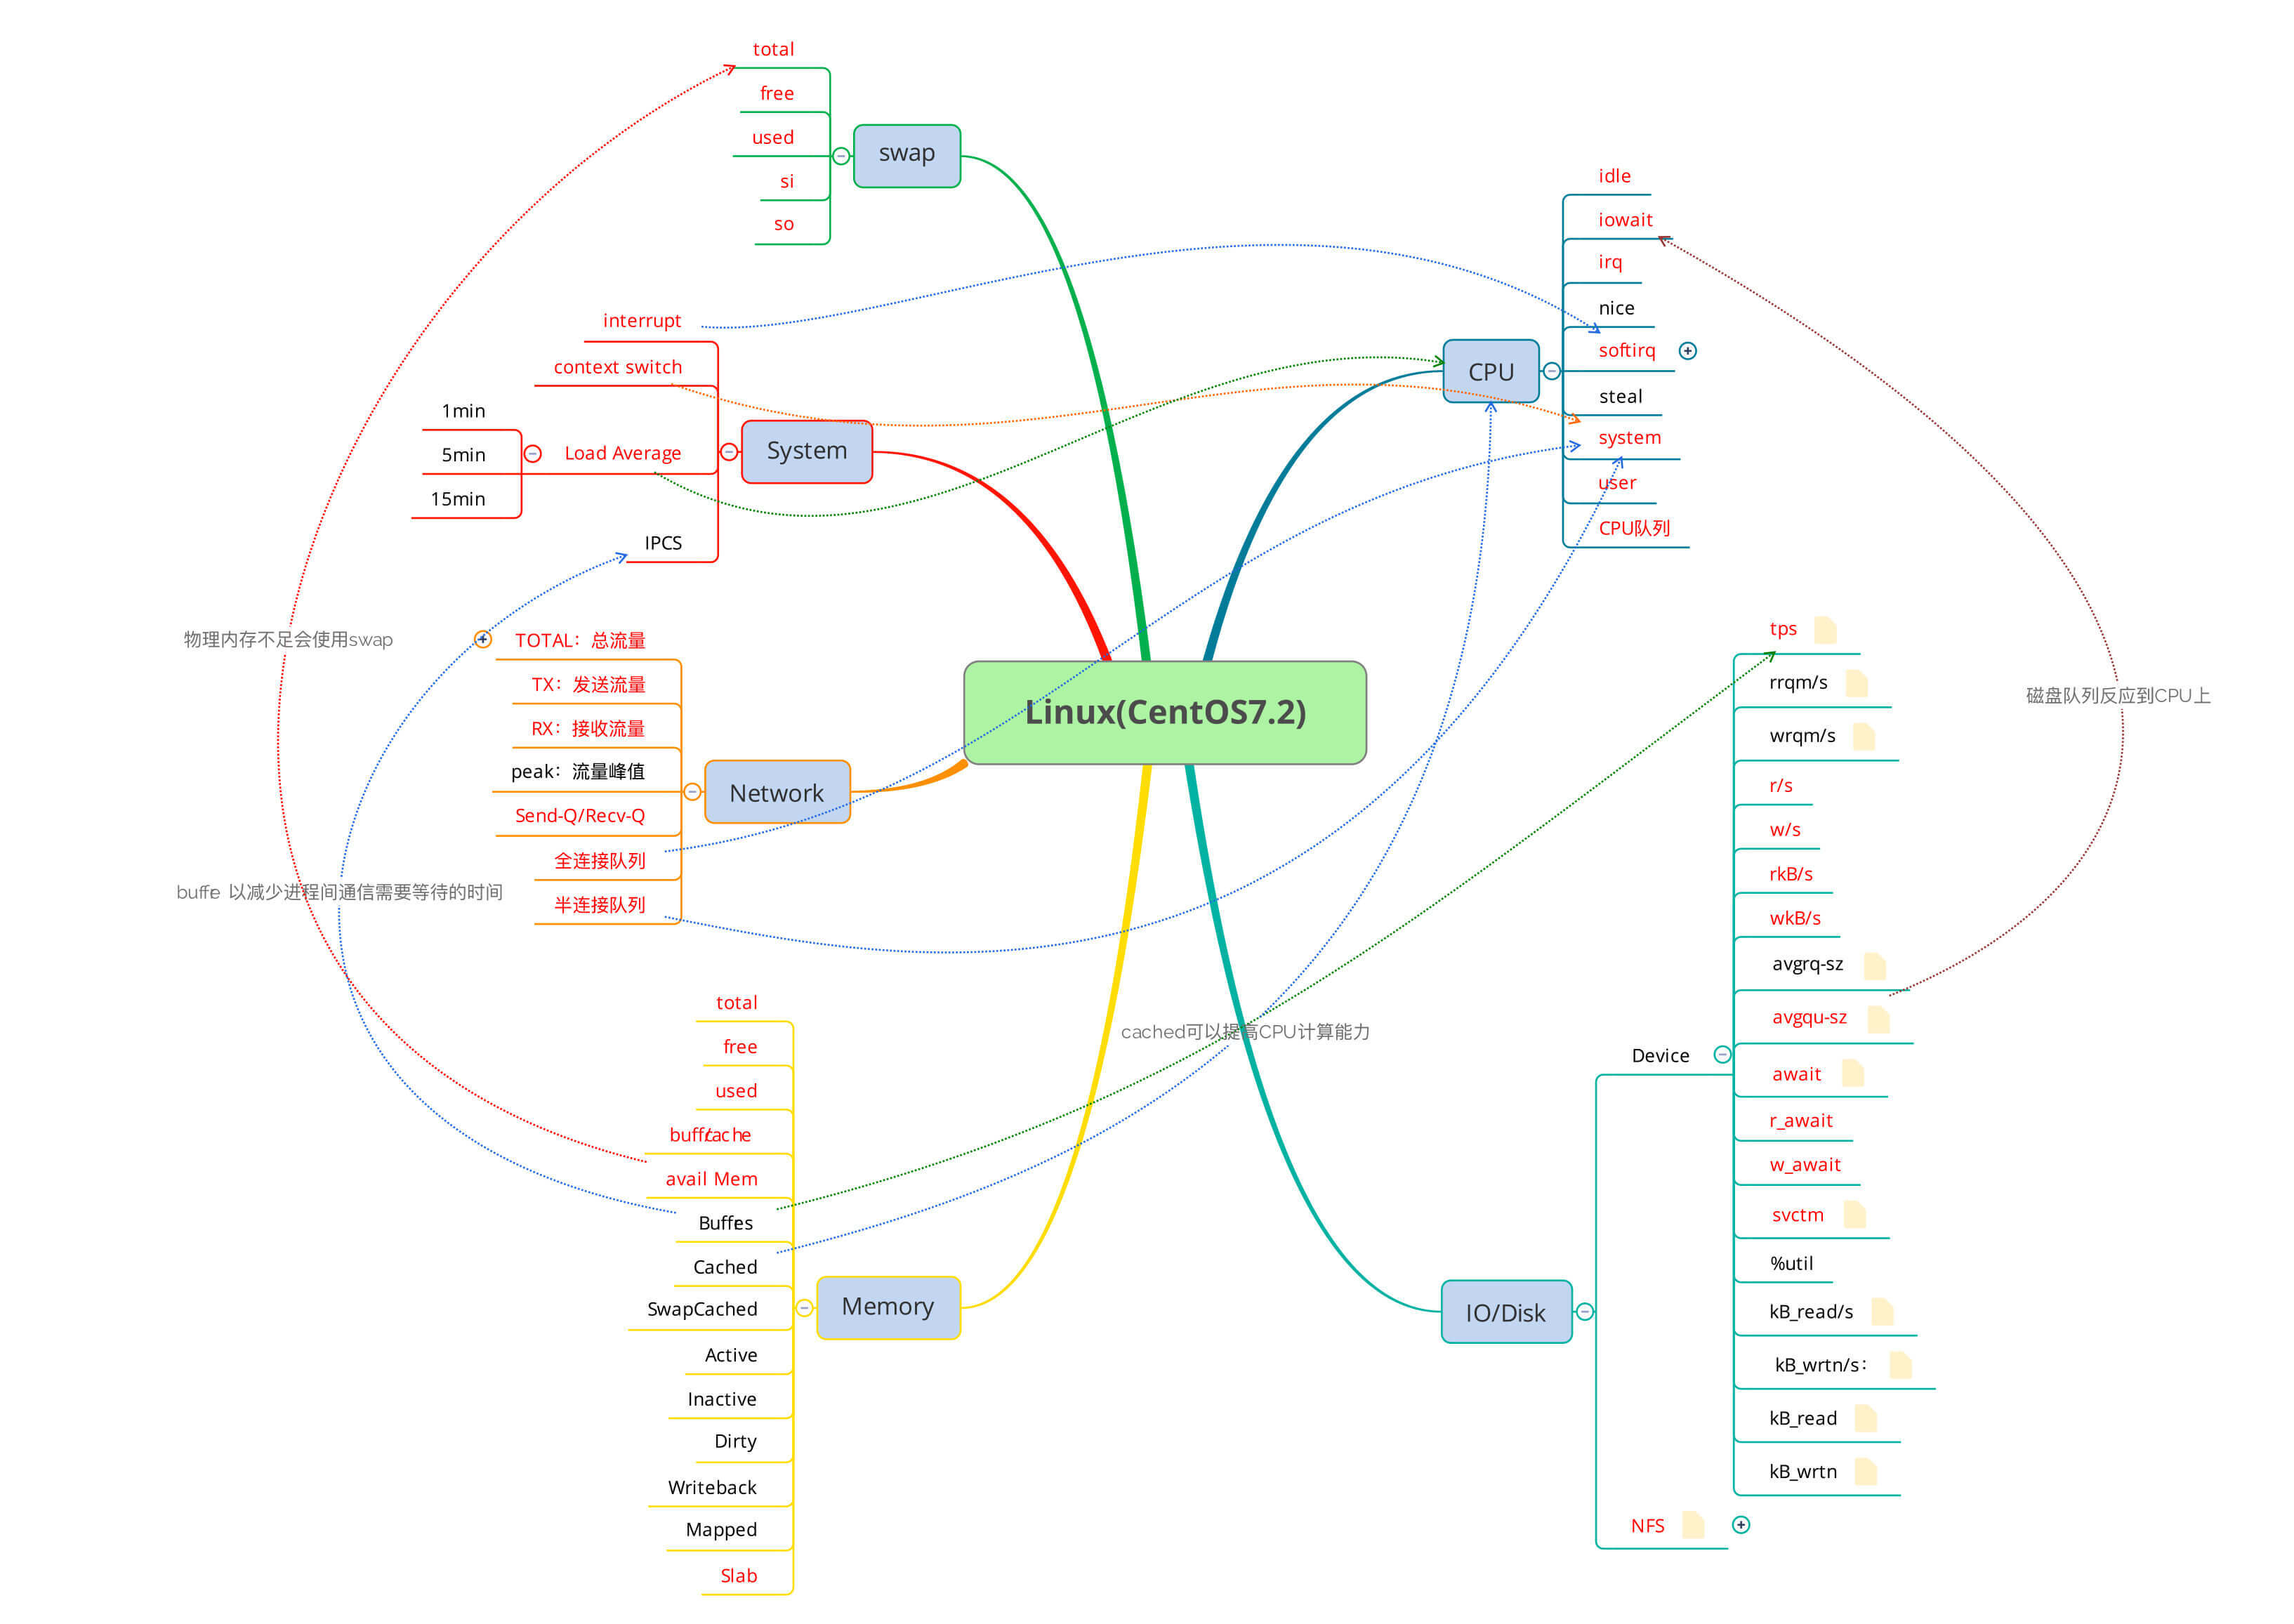 total
free
used
si
so
swap
interrupt
context switch
1min
5min
15min
Load Average
IPCS
System
idle
iowait
irq
nice
softirq
steal
system
user
CPU队列
CPU
物理内存不足会使用swap
TOTAL：总流量
TX：发送流量
RX：接收流量
peak：流量峰值
Send-Q/Recv-Q
全连接队列
半连接队列
Network
Linux(CentOS7.2)
buffre 以减少进程间通信需要等待的时间
磁盘队列反应到CPU上
cached可以提高CPU计算能力
total
free
used
buff/cache
avail Mem
Buffres
Cached
SwapCached
Active
Inactive
Dirty
Writeback
Mapped
Slab
Memory
IO/Disk
Device
tps
rrqm/s
wrqm/s
r/s
w/s
rkB/s
wkB/s
avgrq-sz
avgqu-sz
await
r_await
w_await
svctm
%util
kB_read/s
kB_wrtn/s：
kB_read
kB_wrtn
NFS